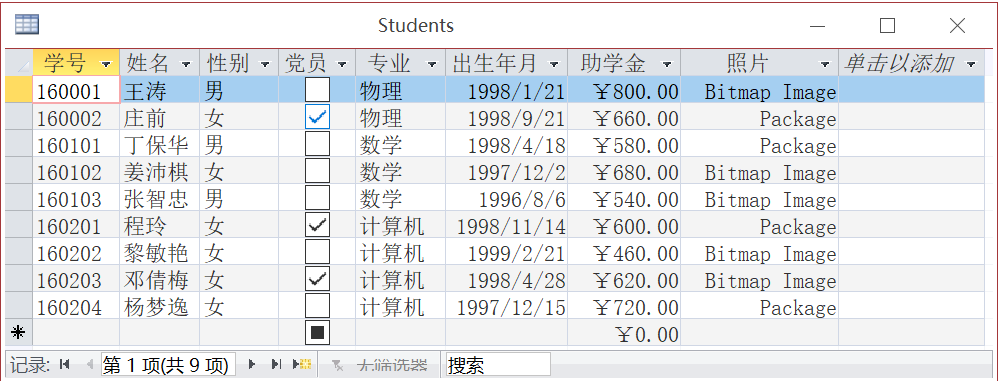 Students
学号 姓名 性别 党员 专业 出生年月 助学金 照片 单击以添加
160001 王涛 男 物理 1998/1/21 ￥800.00 Bitmap Image
160002 庄前 女 物理 1998/9/21 ￥660.00 Package
160101 丁保华 男 数学 1998/4/18 ￥580.00 Package
160102 姜沛棋 女 数学 1997/12/2 ￥680.00 Bitmap Image
160103 张智忠 男 数学 1996/8/6 ￥540.00 Bitmap Image
160201 程玲 女 计算机 1998/11/14 ￥600.00 Package
160202 黎敏艳 女 计算机 1999/2/21 ￥460.00 Bitmap Image
160203 邓倩梅 女 计算机 1998/4/28 ￥620.00 Bitmap Image
160204 杨梦逸 女 计算机 1997/12/15 ￥720.00 Package
￥0.00
记录: 第 1 项(共 9 项) 无筛选器 搜索